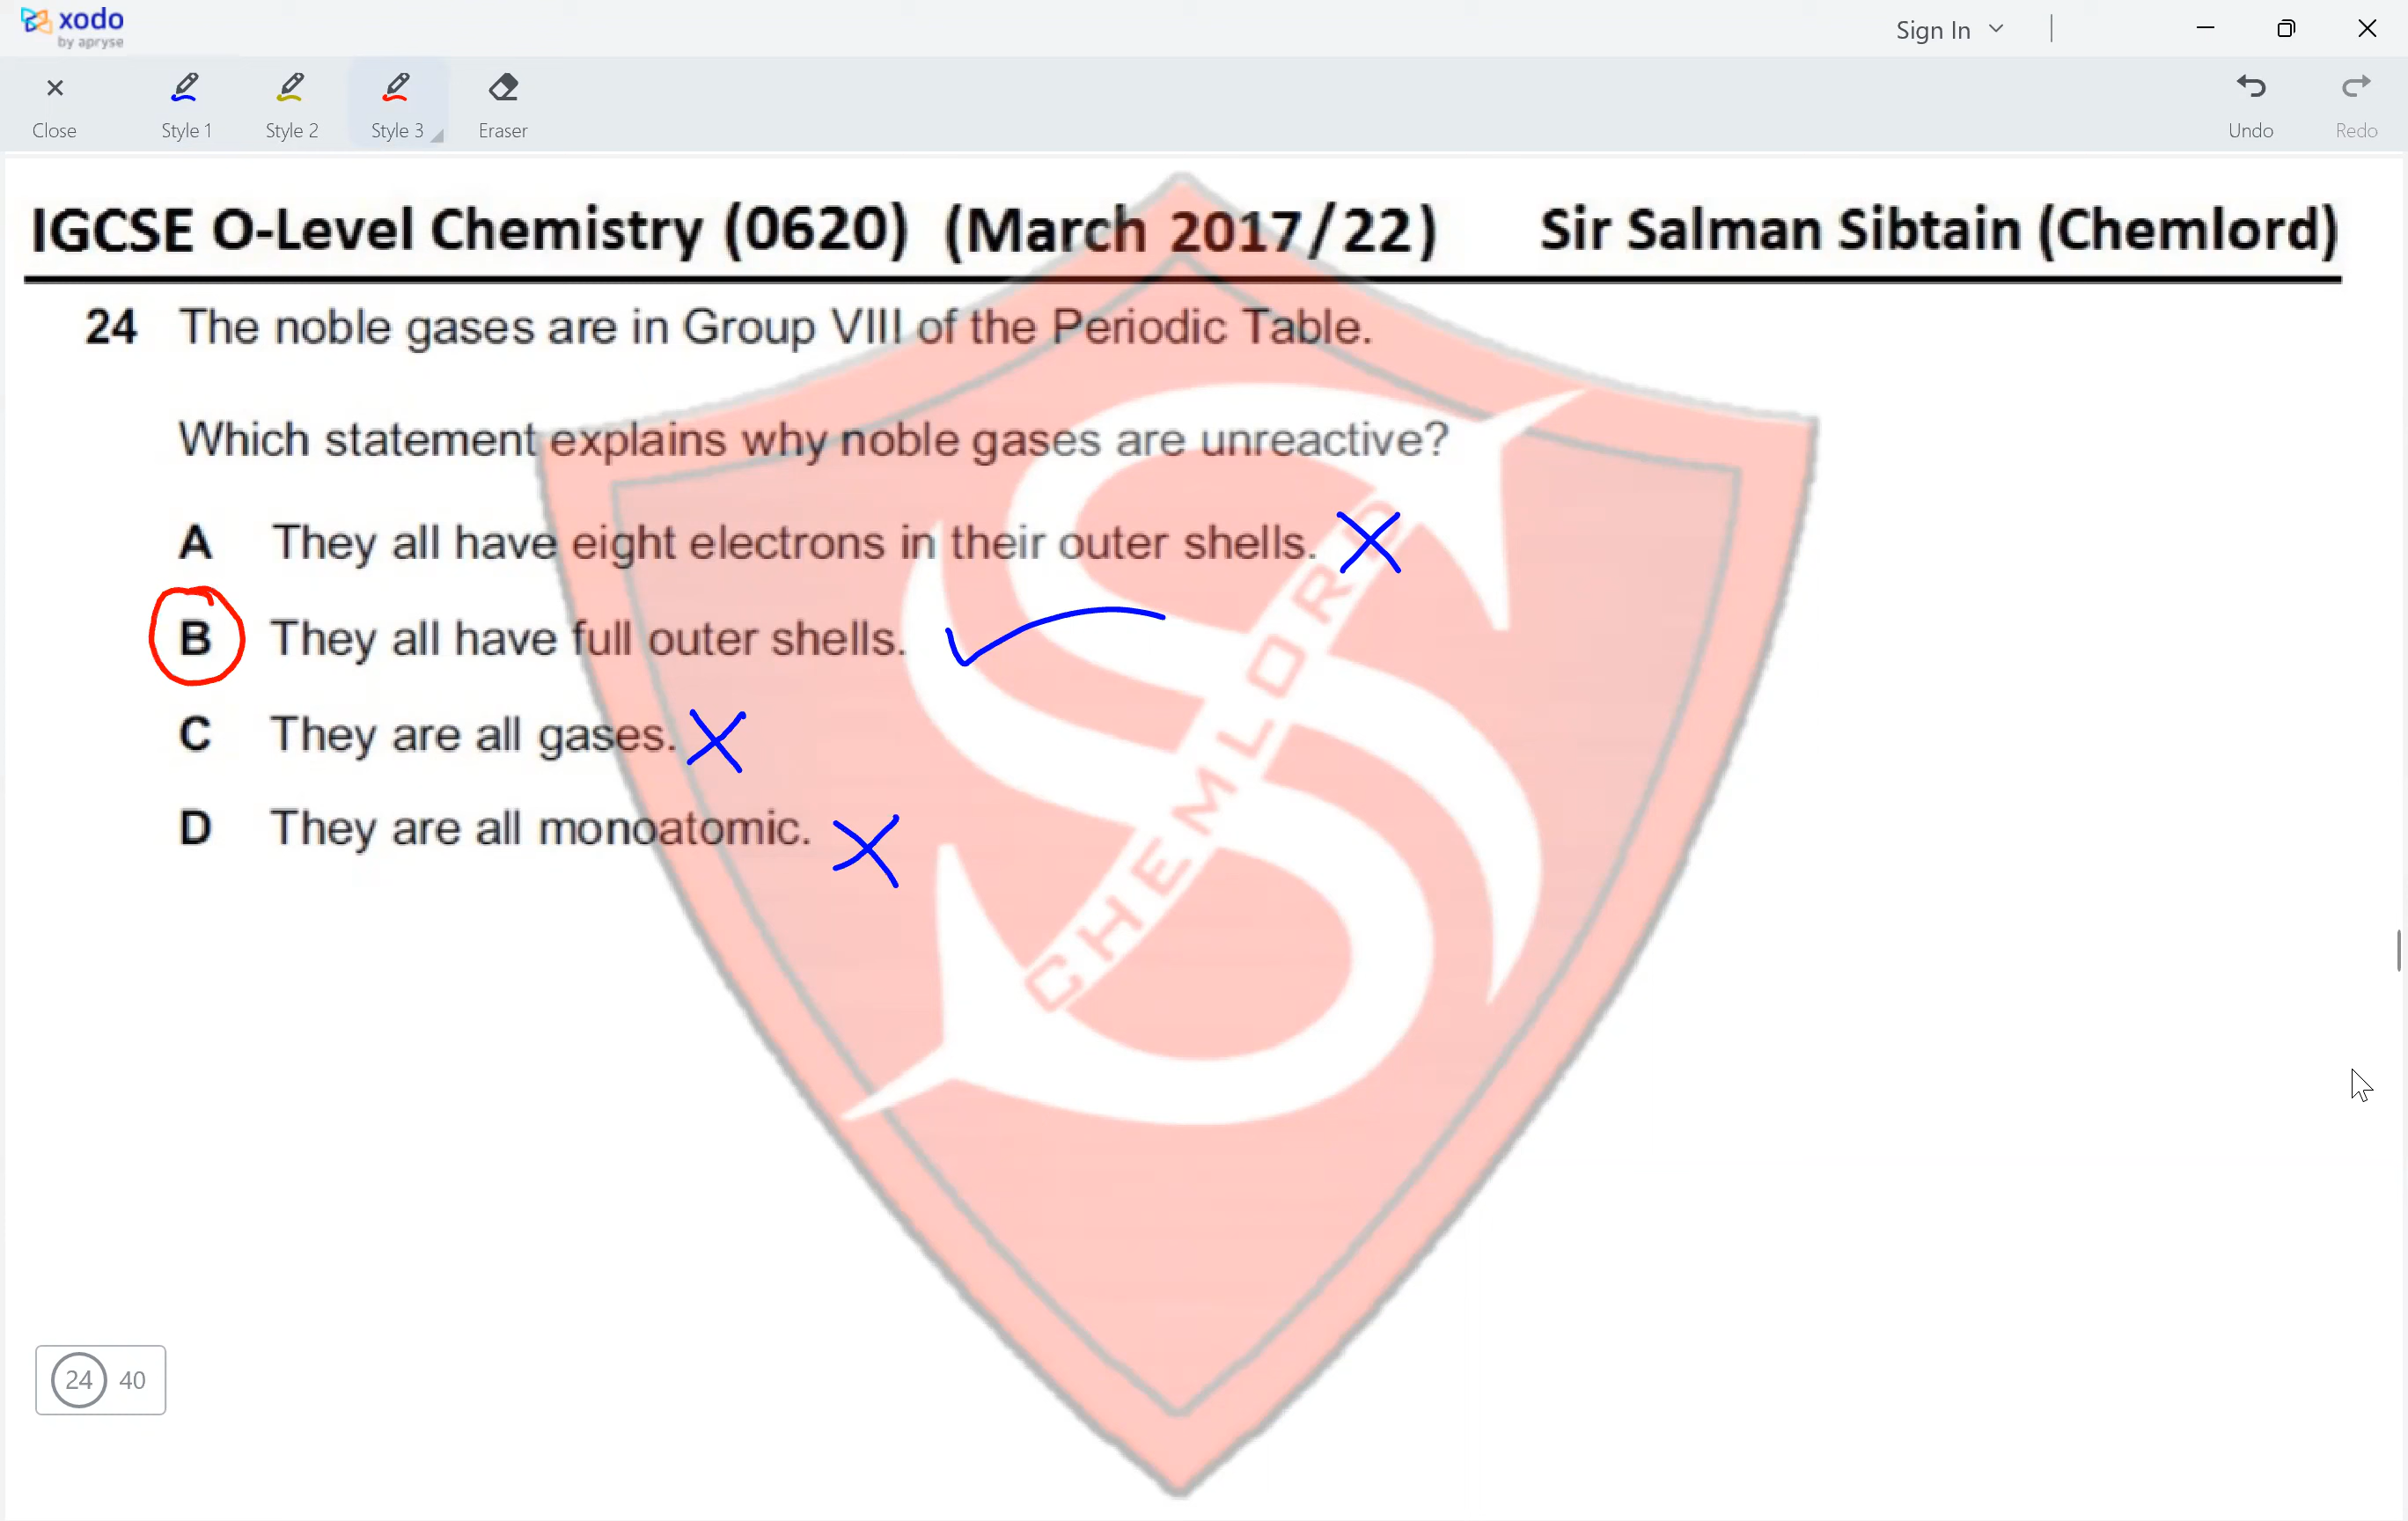 xodo
by apryse
Sign In
Close
Style 1
Style 2
Style 3
Eraser
Undo
Redo
IGCSE O-Level Chemistry (0620) (March 2017/22) Sir Salman Sibtain (Chemlord)
24 The noble gases are in Group VIII of the Periodic Table.
Which statement explains why noble gases are unreactive?
A They all have eight electrons in their outer shells.
B They all have full outer shells.
C They are all gases.
D They are all monoatomic.
CHEMLORD
24 40